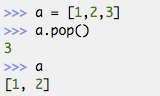 >>> a = [1,2,3]
>>> a.pop()
3
>>> a
[1, 2]